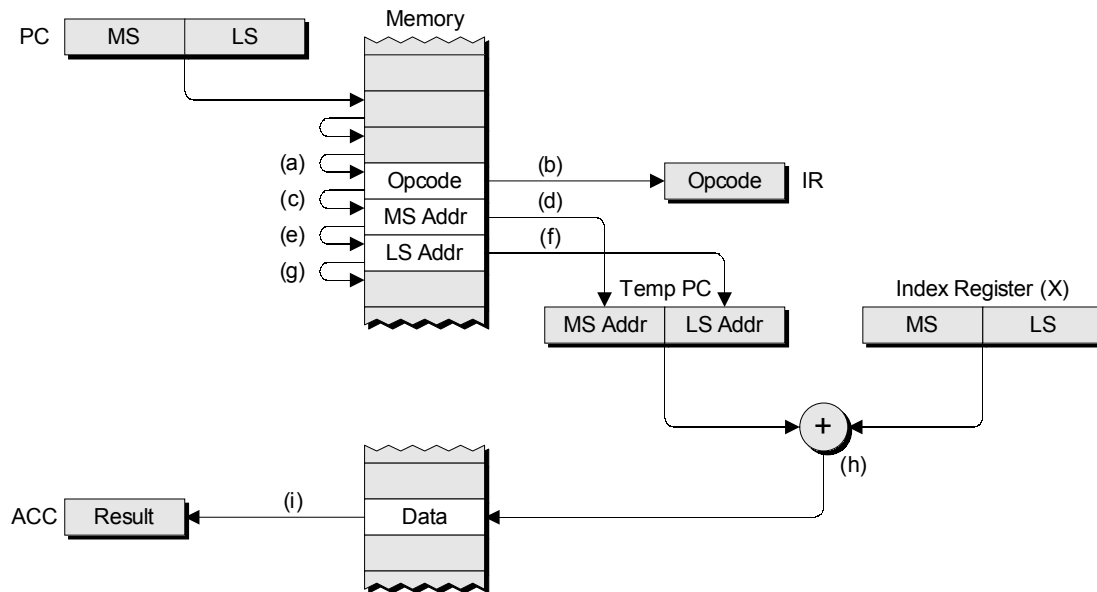 Memory
PC MS LS
(a) (b) Opcode IR
Opcode
(c) (d)
MS Addr
(e) (f)
LS Addr
(g)
Temp PC Index Register (X)
MS Addr LS Addr MS LS
+
(h)
(i)
ACC Result Data